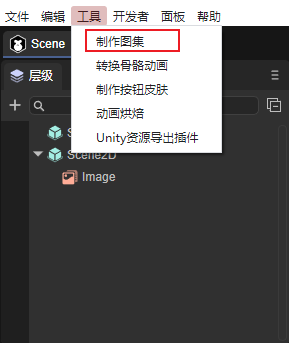 文件 编辑 工具 开发者 面板 帮助
Scene
制作图集
层级
转换骨骼动画
制作按钮皮肤
动画烘焙
Unity资源导出插件
Scene2D
Image